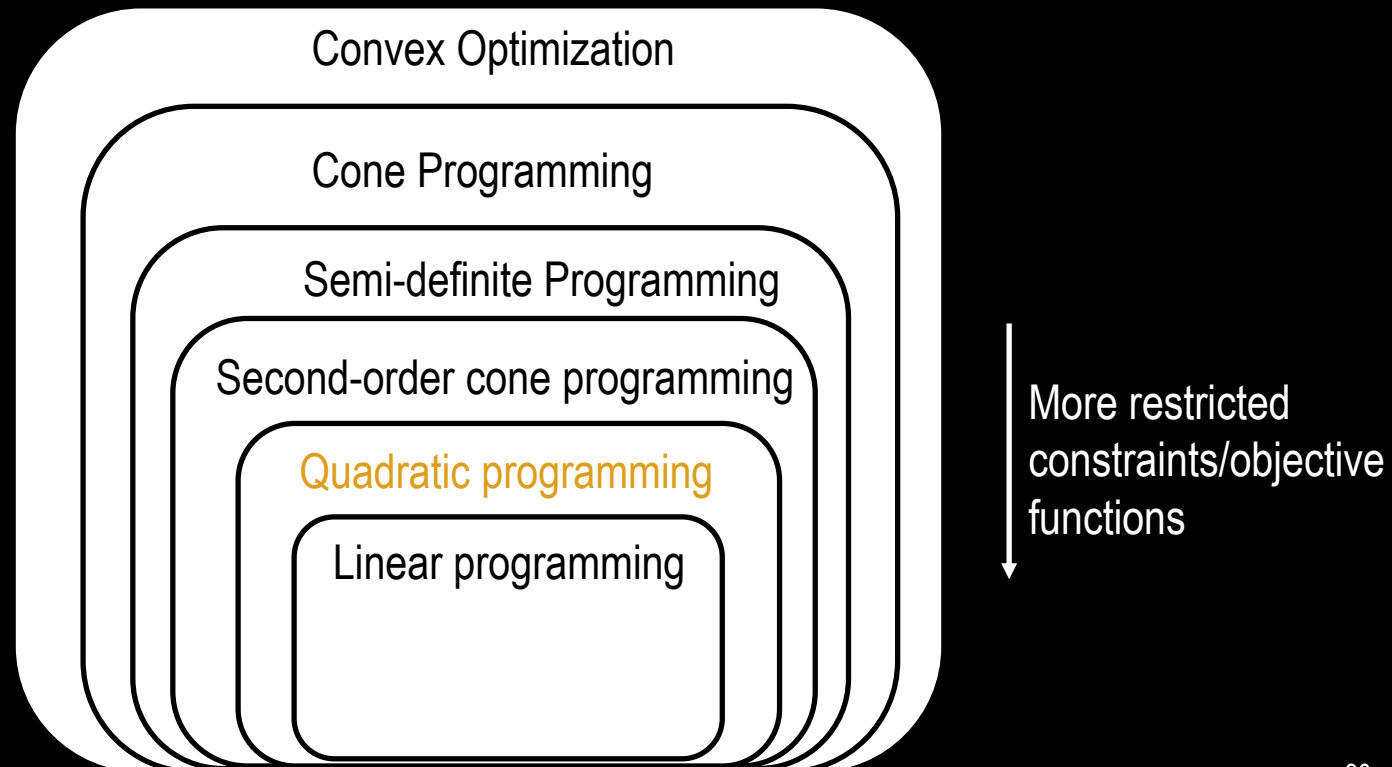 Convex Optimization
Cone Programming
Semi-definite Programming
Second-order cone programming
Quadratic programming
Linear programming
More restricted
constraints/objective
functions